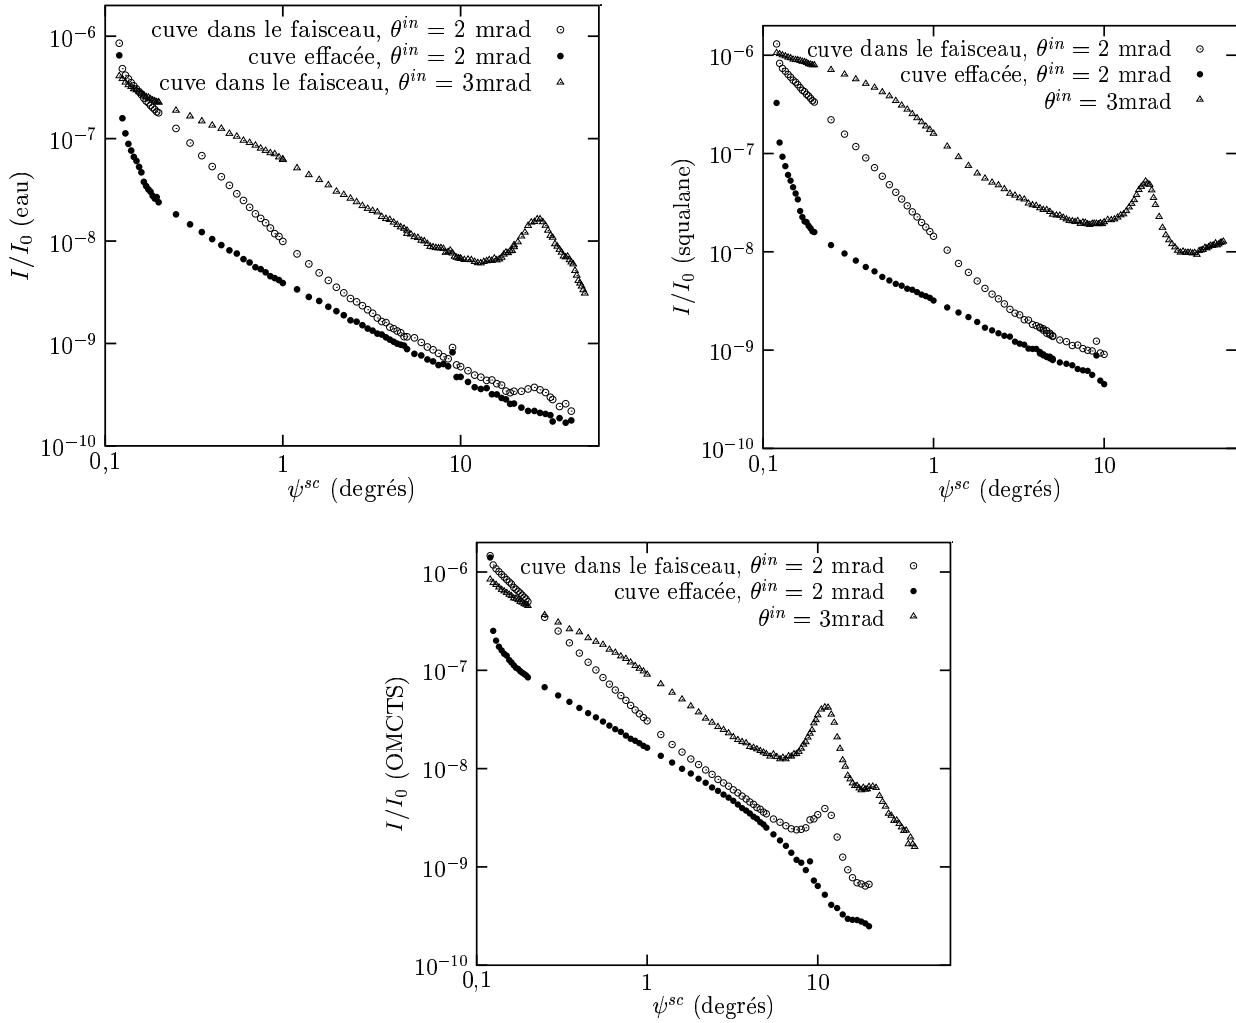 cuve dans le faisceau, θ^in = 2 mrad
cuve effacée, θ^in = 2 mrad
cuve dans le faisceau, θ^in = 3mrad
10^−6
10^−7
10^−8
10^−9
10^−10
I/I_0 (eau)
0,1
1
10
ψ^sc (degrés)
cuve dans le faisceau, θ^in = 2 mrad
cuve effacée, θ^in = 2 mrad
θ^in = 3mrad
10^−6
10^−7
10^−8
10^−9
10^−10
I/I_0 (squalane)
0,1
1
10
ψ^sc (degrés)
cuve dans le faisceau, θ^in = 2 mrad
cuve effacée, θ^in = 2 mrad
θ^in = 3mrad
10^−6
10^−7
10^−8
10^−9
10^−10
I/I_0 (OMCTS)
0,1
1
10
ψ^sc (degrés)